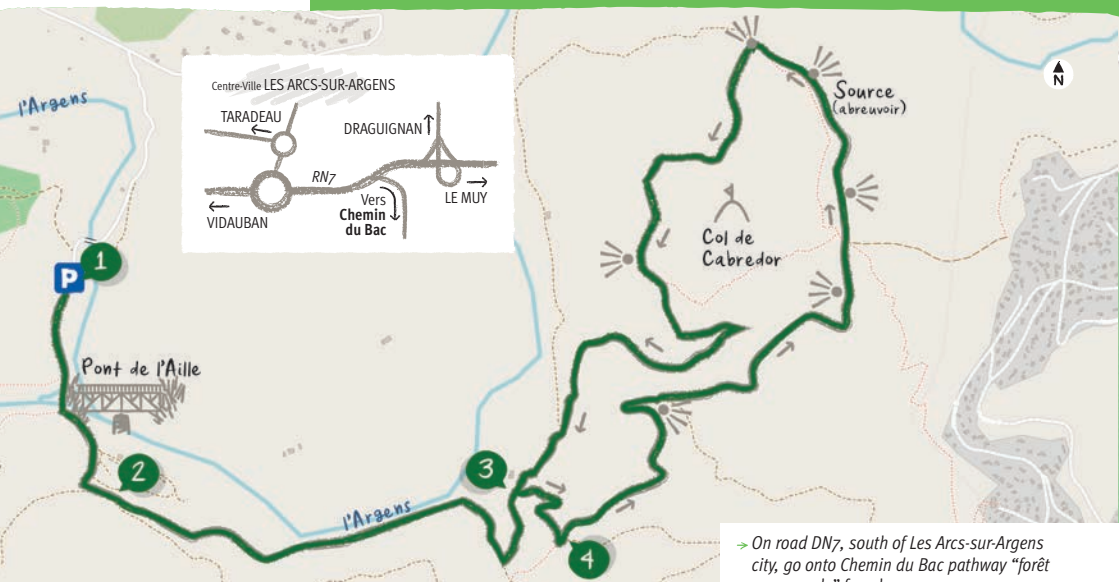 l'Argens
Centre-Ville LES ARCS-SUR-ARGENS
TARADEAU
DRAGUIGNAN
RN7
VIDAUBAN
Vers
Chemin
du Bac
LE MUY
N
Source
(abreuvoir)
Col de
Cabredor
1
P
Pont de l'Aille
2
3
l'Argens
4
→ On road DN7, south of Les Arcs-sur-Argens
city, go onto Chemin du Bac pathway “forêt